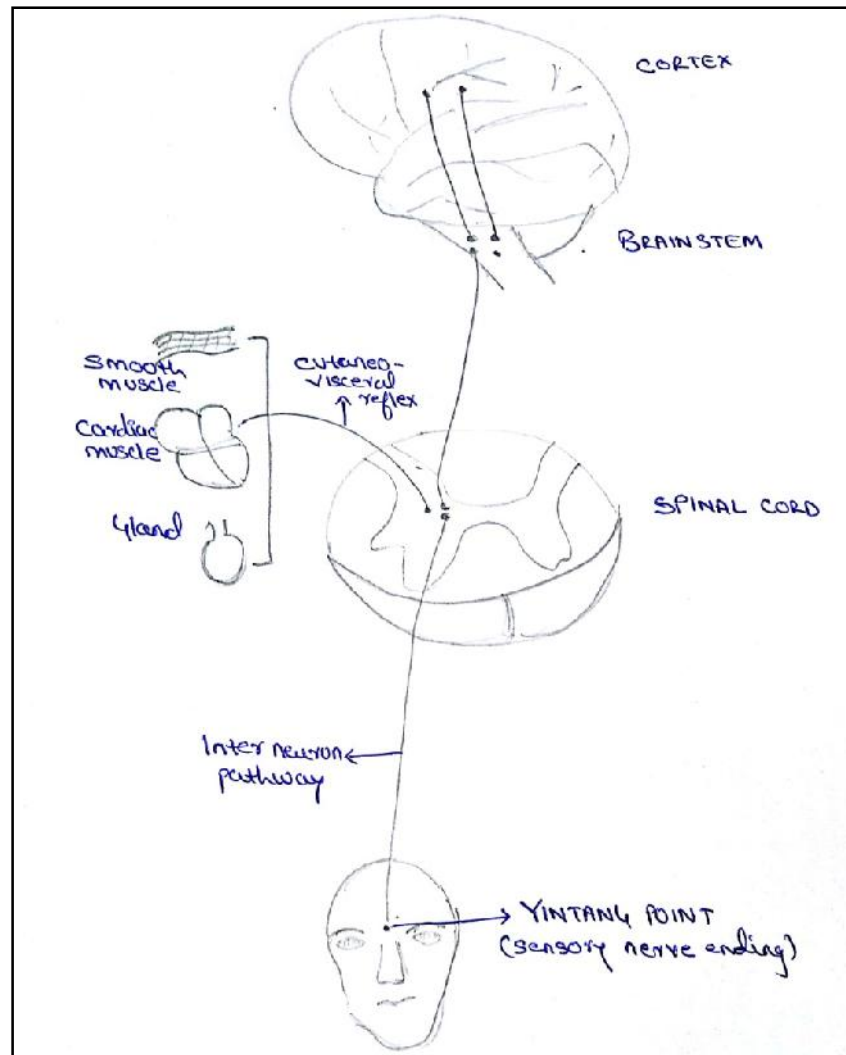 CORTEX
BRAINSTEM
Smooth
muscle
Cardiac
muscle
Gland
cutaneo-
visceral
reflex
SPINAL CORD
Inter neuron
pathway
YINTANG POINT
(sensory nerve ending)